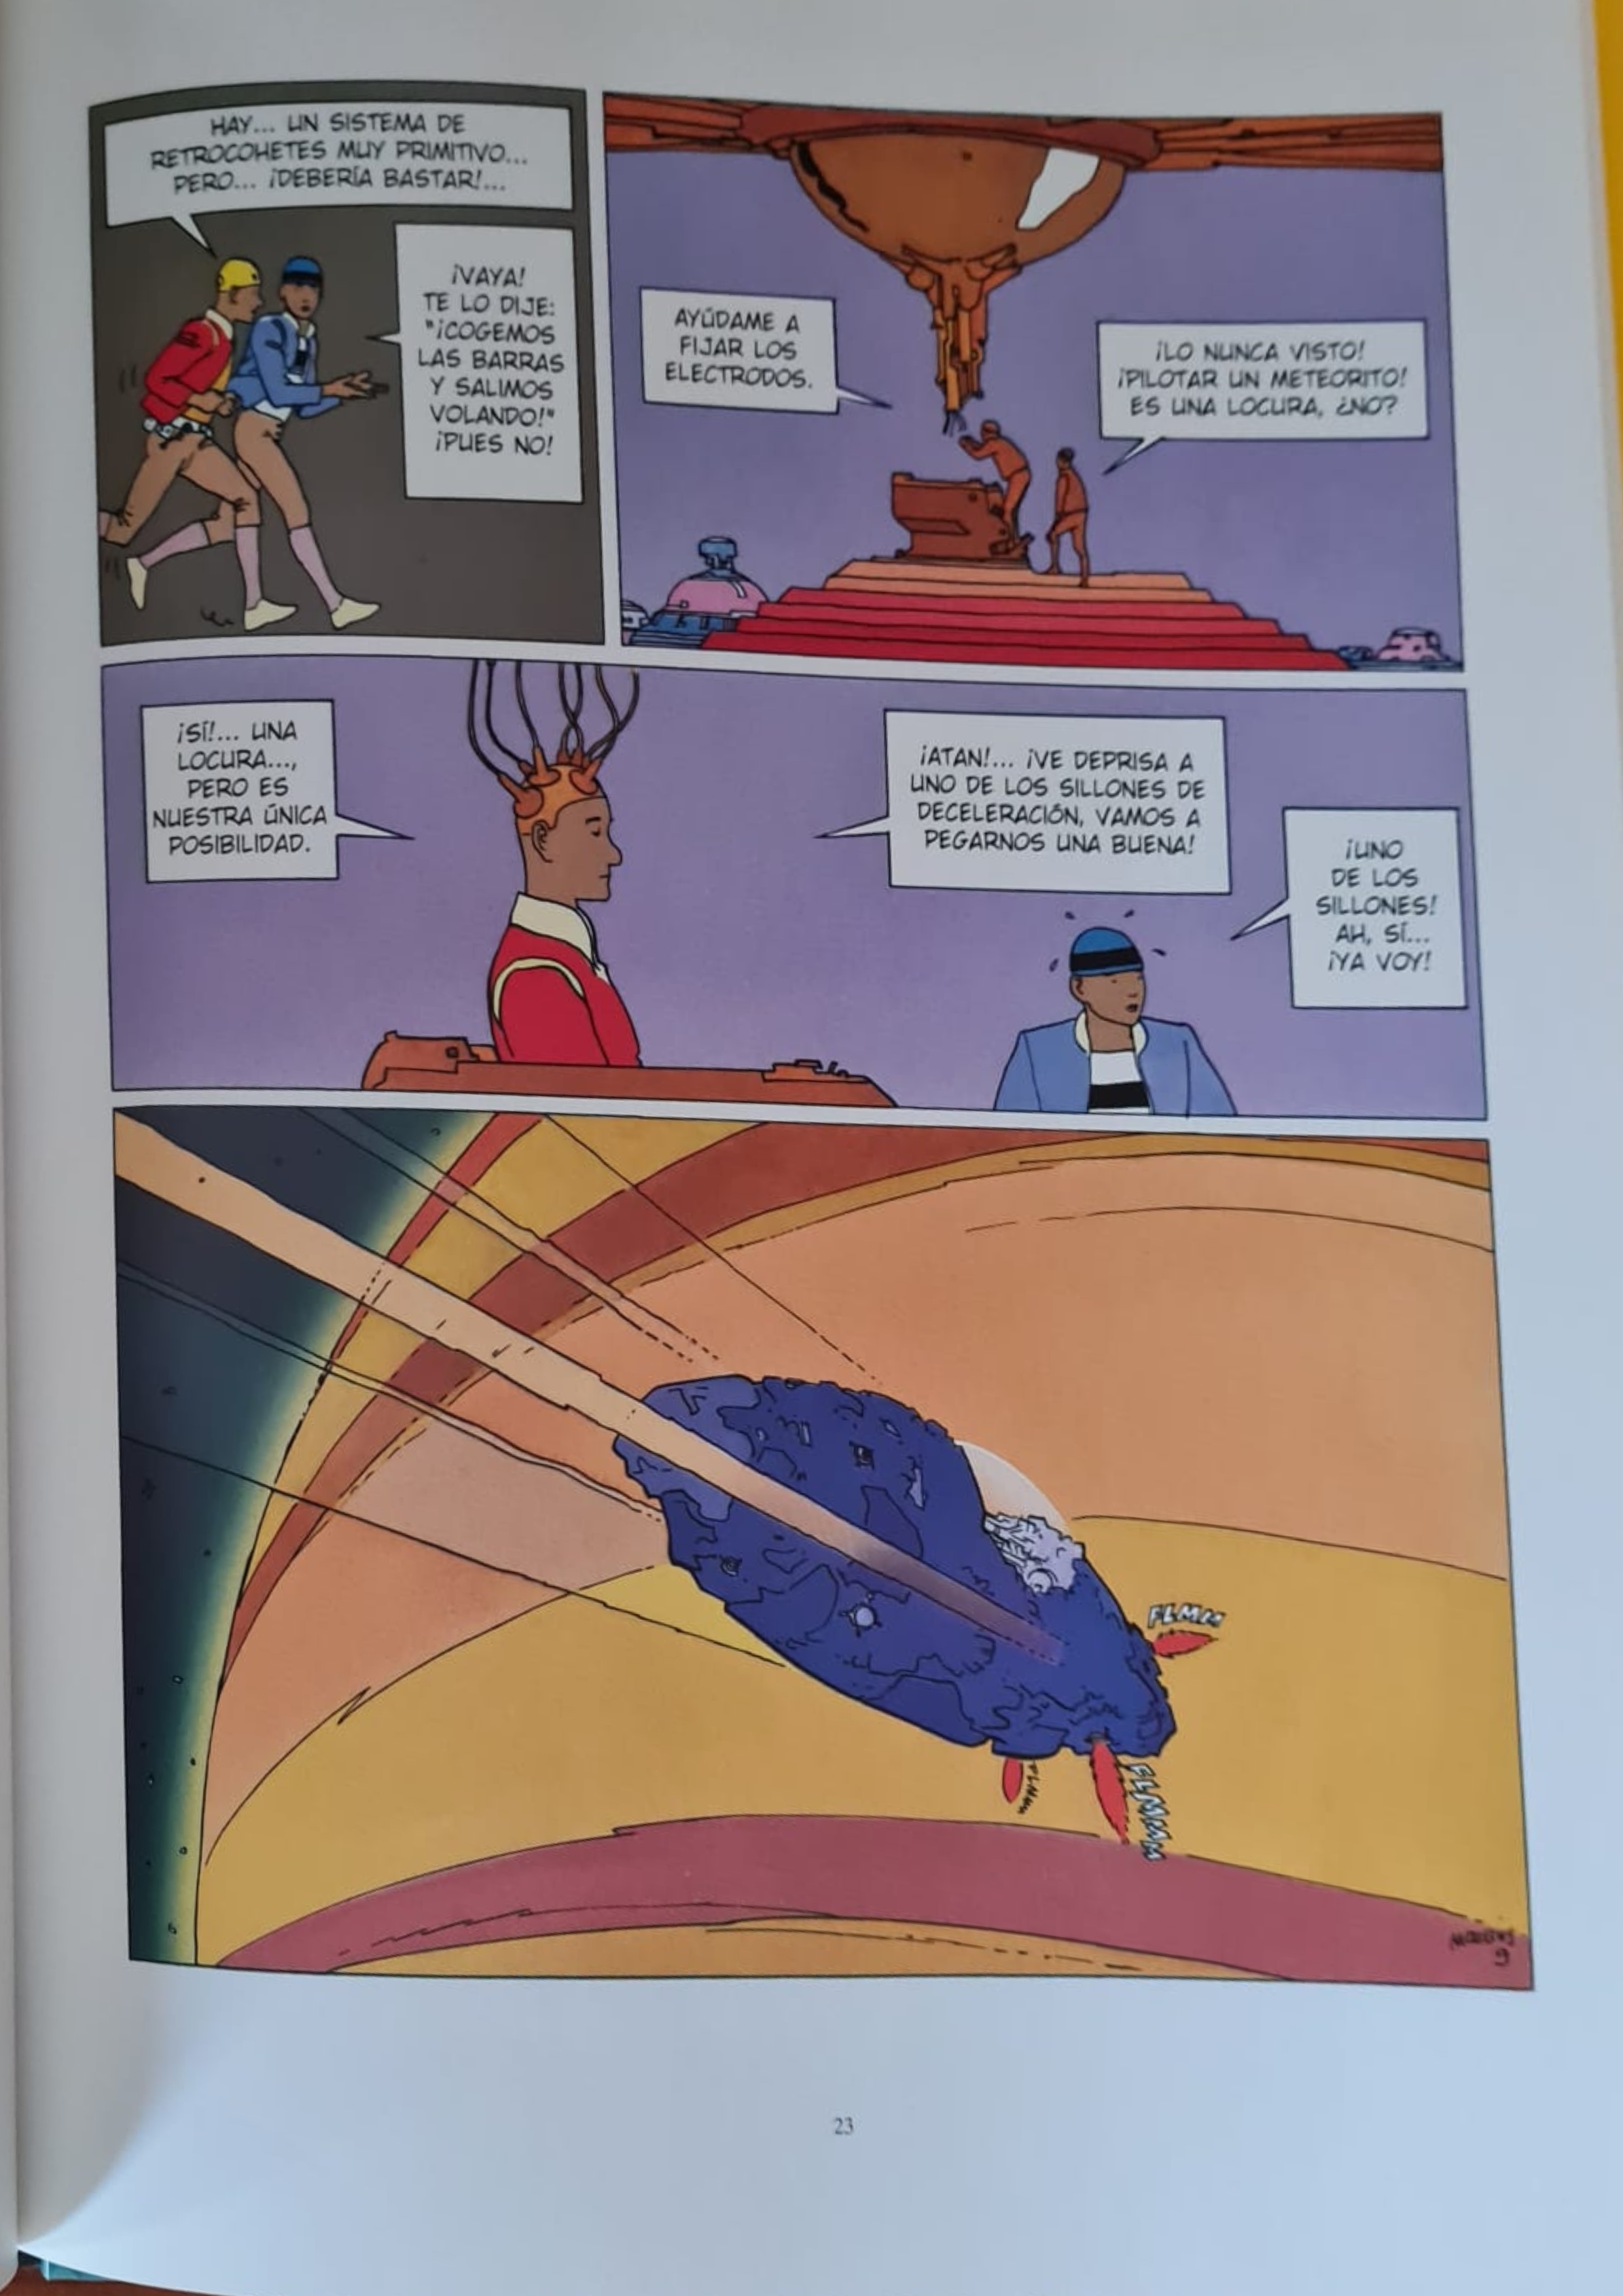 HAY... UN SISTEMA DE
RETROCOHETES MUY PRIMITIVO...
PERO... ¡DEBERÍA BASTAR!...
¡VAYA!
TE LO DIJE:
"¡COGEMOS
LAS BARRAS
Y SALIMOS
VOLANDO!"
¡PUES NO!
AYÚDAME A
FIJAR LOS
ELECTRODOS.
¡LO NUNCA VISTO!
¡PILOTAR UN METEORITO!
ES UNA LOCURA, ¿NO?
¡SÍ!... UNA
LOCURA...,
PERO ES
NUESTRA ÚNICA
POSIBILIDAD.
¡ATAN!... ¡VE DEPRISA A
UNO DE LOS SILLONES DE
DECELERACIÓN, VAMOS A
PEGARNOS UNA BUENA!
¡UNO
DE LOS
SILLONES!
AH, SÍ...
¡YA VOY!
MOEBIUS
9
23